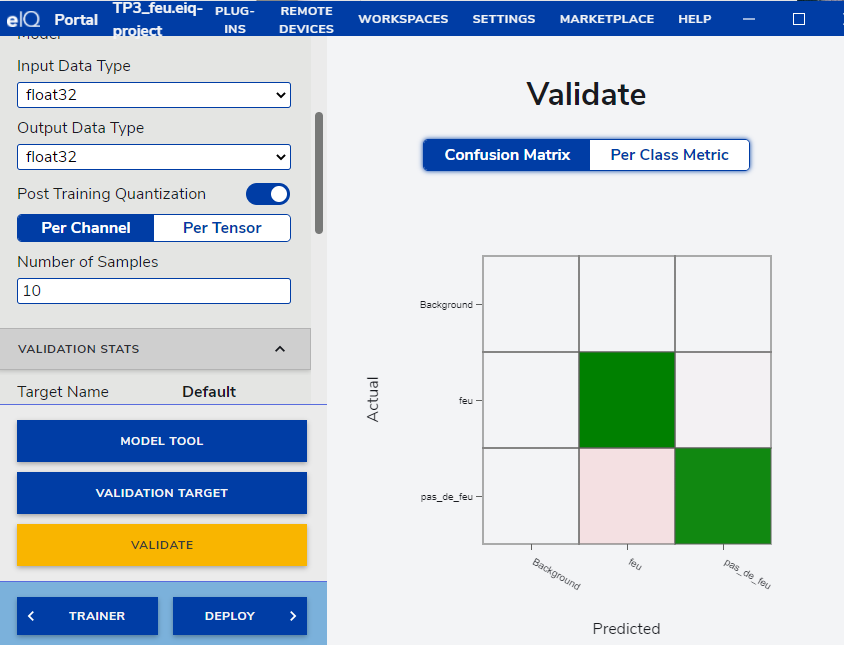 eIQ Portal
TP3_feu.eiq-
project
PLUG-
INS
REMOTE
DEVICES
WORKSPACES
SETTINGS
MARKETPLACE
HELP
Input Data Type
float32
Output Data Type
float32
Post Training Quantization
Per Channel
Per Tensor
Number of Samples
10
VALIDATION STATS
Target Name Default
MODEL TOOL
VALIDATION TARGET
VALIDATE
TRAINER
DEPLOY
Validate
Confusion Matrix
Per Class Metric
Actual
Background
feu
pas_de_feu
Background
feu
pas_de_feu
Predicted